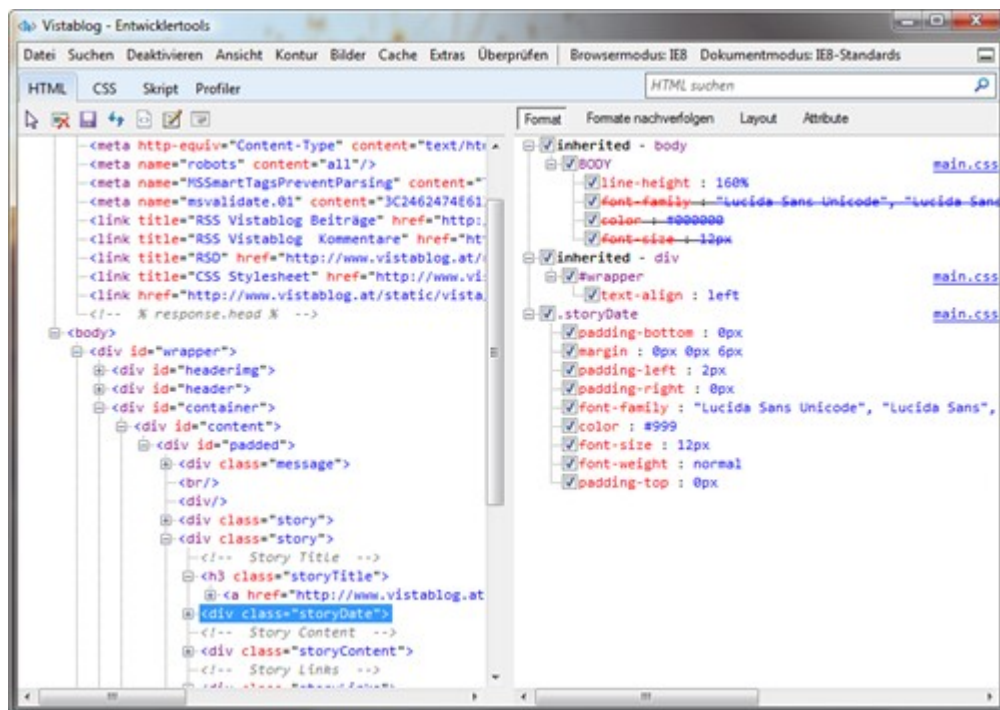 Vistablog - Entwicklertools
Datei Suchen Deaktivieren Ansicht Kontur Bilder Cache Extras Überprüfen Browsermodus: IE8 Dokumentmodus: IE8-Standards
HTML CSS Skript Profiler HTML suchen
Format Formate nachverfolgen Layout Attribute
<meta http-equiv="Content-Type" content="text/ht
<meta name="robots" content="all"/>
<meta name="MSSmartTagsPreventParsing" content="
<meta name="msvalidate.01" content="3C2462474E61
<link title="RSS Vistablog Beiträge" href="http:
<link title="RSS Vistablog Kommentare" href="ht
<link title="RSD" href="http://www.vistablog.at/
<link title="CSS Stylesheet" href="http://www.vi
<link href="http://www.vistablog.at/static/vista
<!-- % response.head % -->
<body>
<div id="wrapper">
<div id="headerimg">
<div id="header">
<div id="container">
<div id="content">
<div id="padded">
<div class="message">
<br/>
<div/>
<div class="story">
<div class="story">
<!-- Story Title -->
<h3 class="storyTitle">
<a href="http://www.vistablog.at
<div class="storyDate">
<!-- Story Content -->
<div class="storyContent">
<!-- Story Links -->
inherited - body
BODY main.css
line-height : 160%
font-family : "Lucida Sans Unicode", "Lucida Sans
color : #000000
font-size : 12px
inherited - div
#wrapper main.css
text-align : left
.storyDate main.css
padding-bottom : 0px
margin : 0px 0px 6px
padding-left : 2px
padding-right : 0px
font-family : "Lucida Sans Unicode", "Lucida Sans",
color : #999
font-size : 12px
font-weight : normal
padding-top : 0px